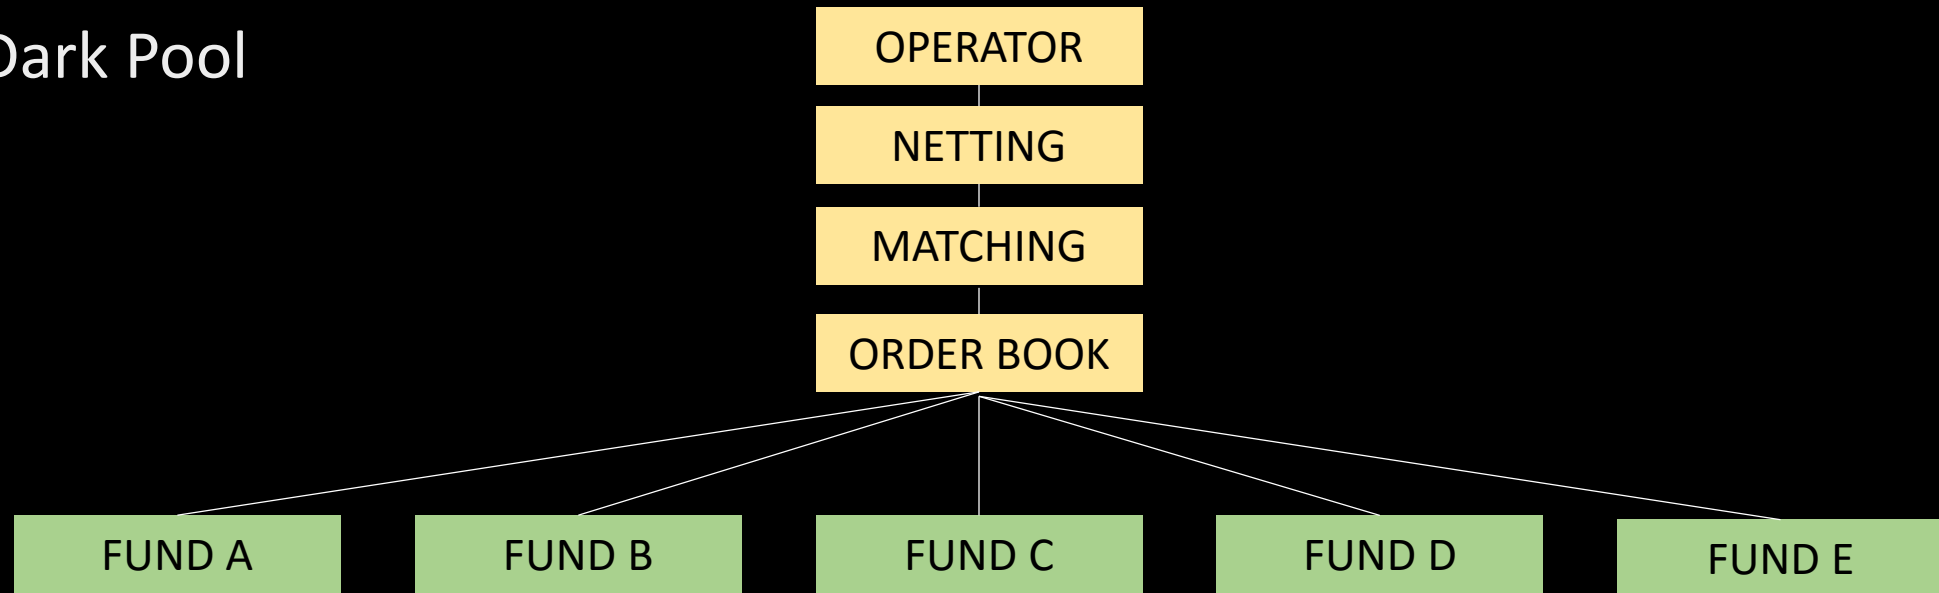 Dark Pool
OPERATOR
NETTING
MATCHING
ORDER BOOK
FUND A
FUND B
FUND C
FUND D
FUND E